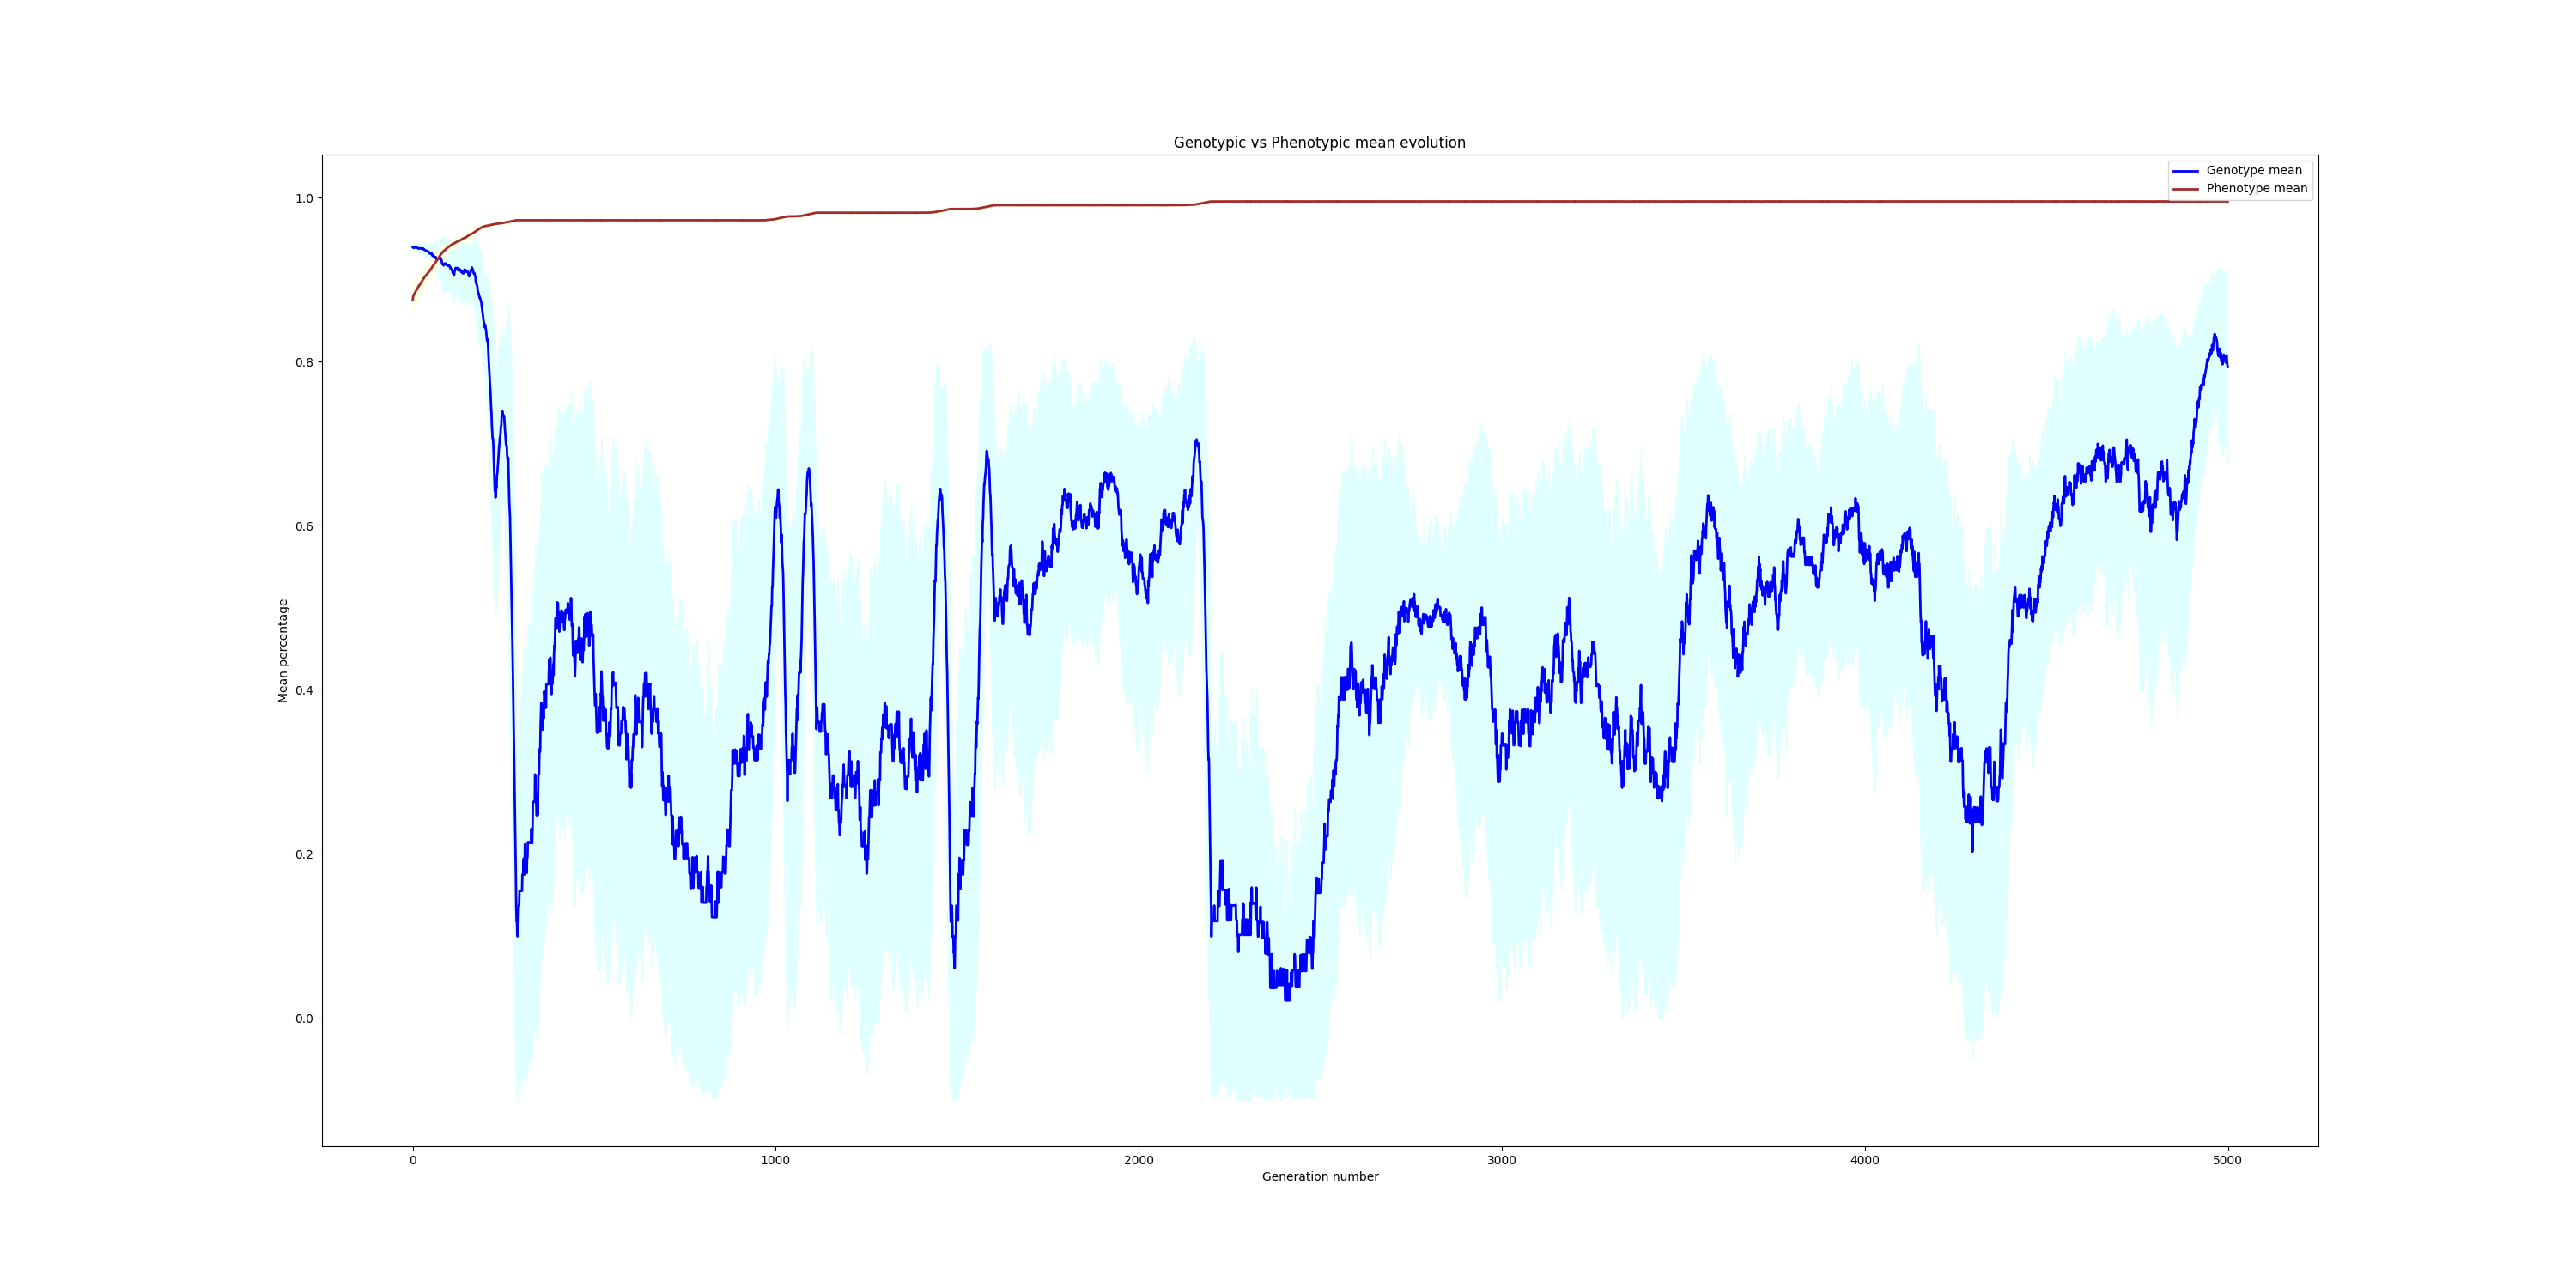 Genotypic vs Phenotypic mean evolution
Genotype mean
Phenotype mean
1.0
0.8
0.6
0.4
0.2
0.0
Mean percentage
0
1000
2000
3000
4000
5000
Generation number